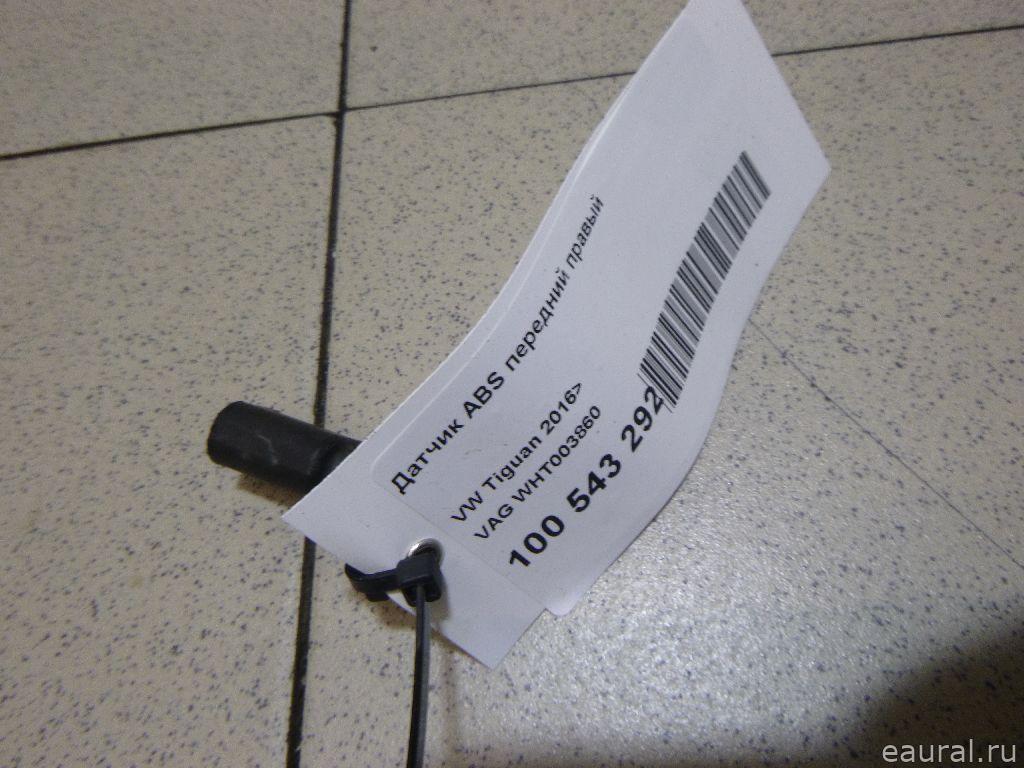 Датчик ABS передний правый
VW Tiguan 2016>
VAG WHT003860
100 543 292
eaural.ru